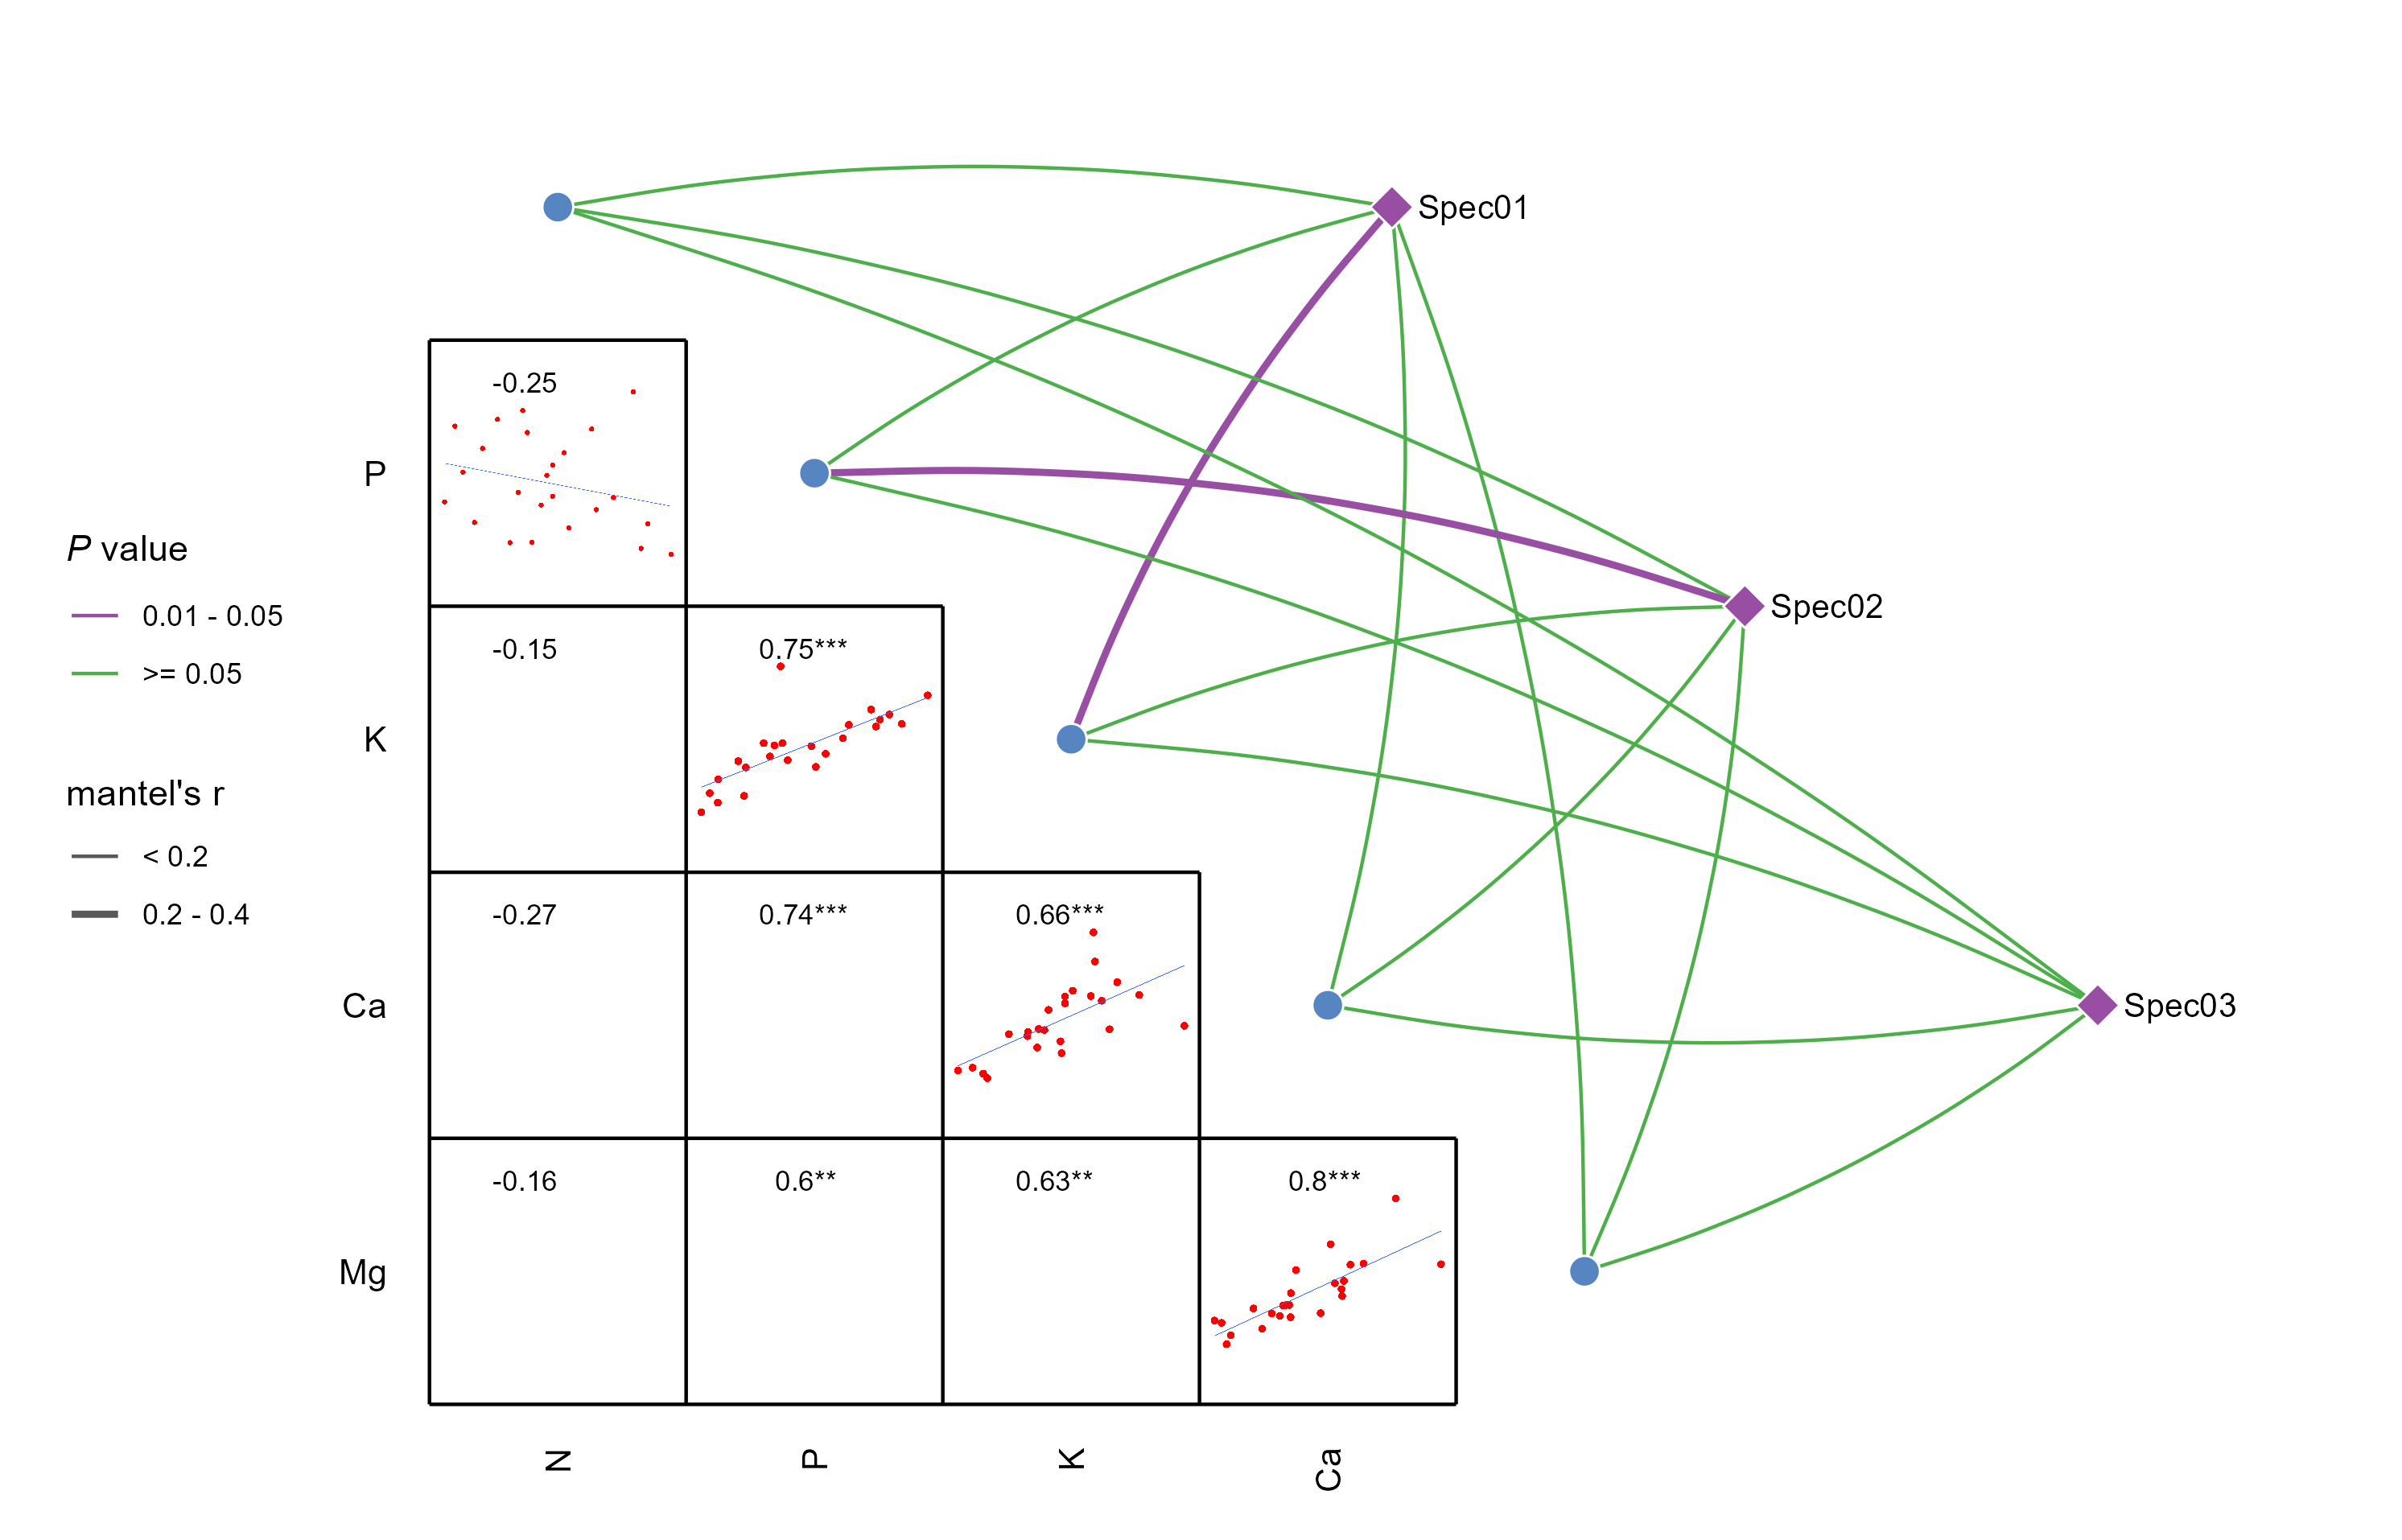 Spec01
-0.25
P
P value
0.01 - 0.05
>= 0.05
Spec02
-0.15
0.75***
K
mantel's r
< 0.2
0.2 - 0.4
-0.27
0.74***
0.66***
Ca
Spec03
-0.16
0.6**
0.63**
0.8***
Mg
N
P
K
Ca